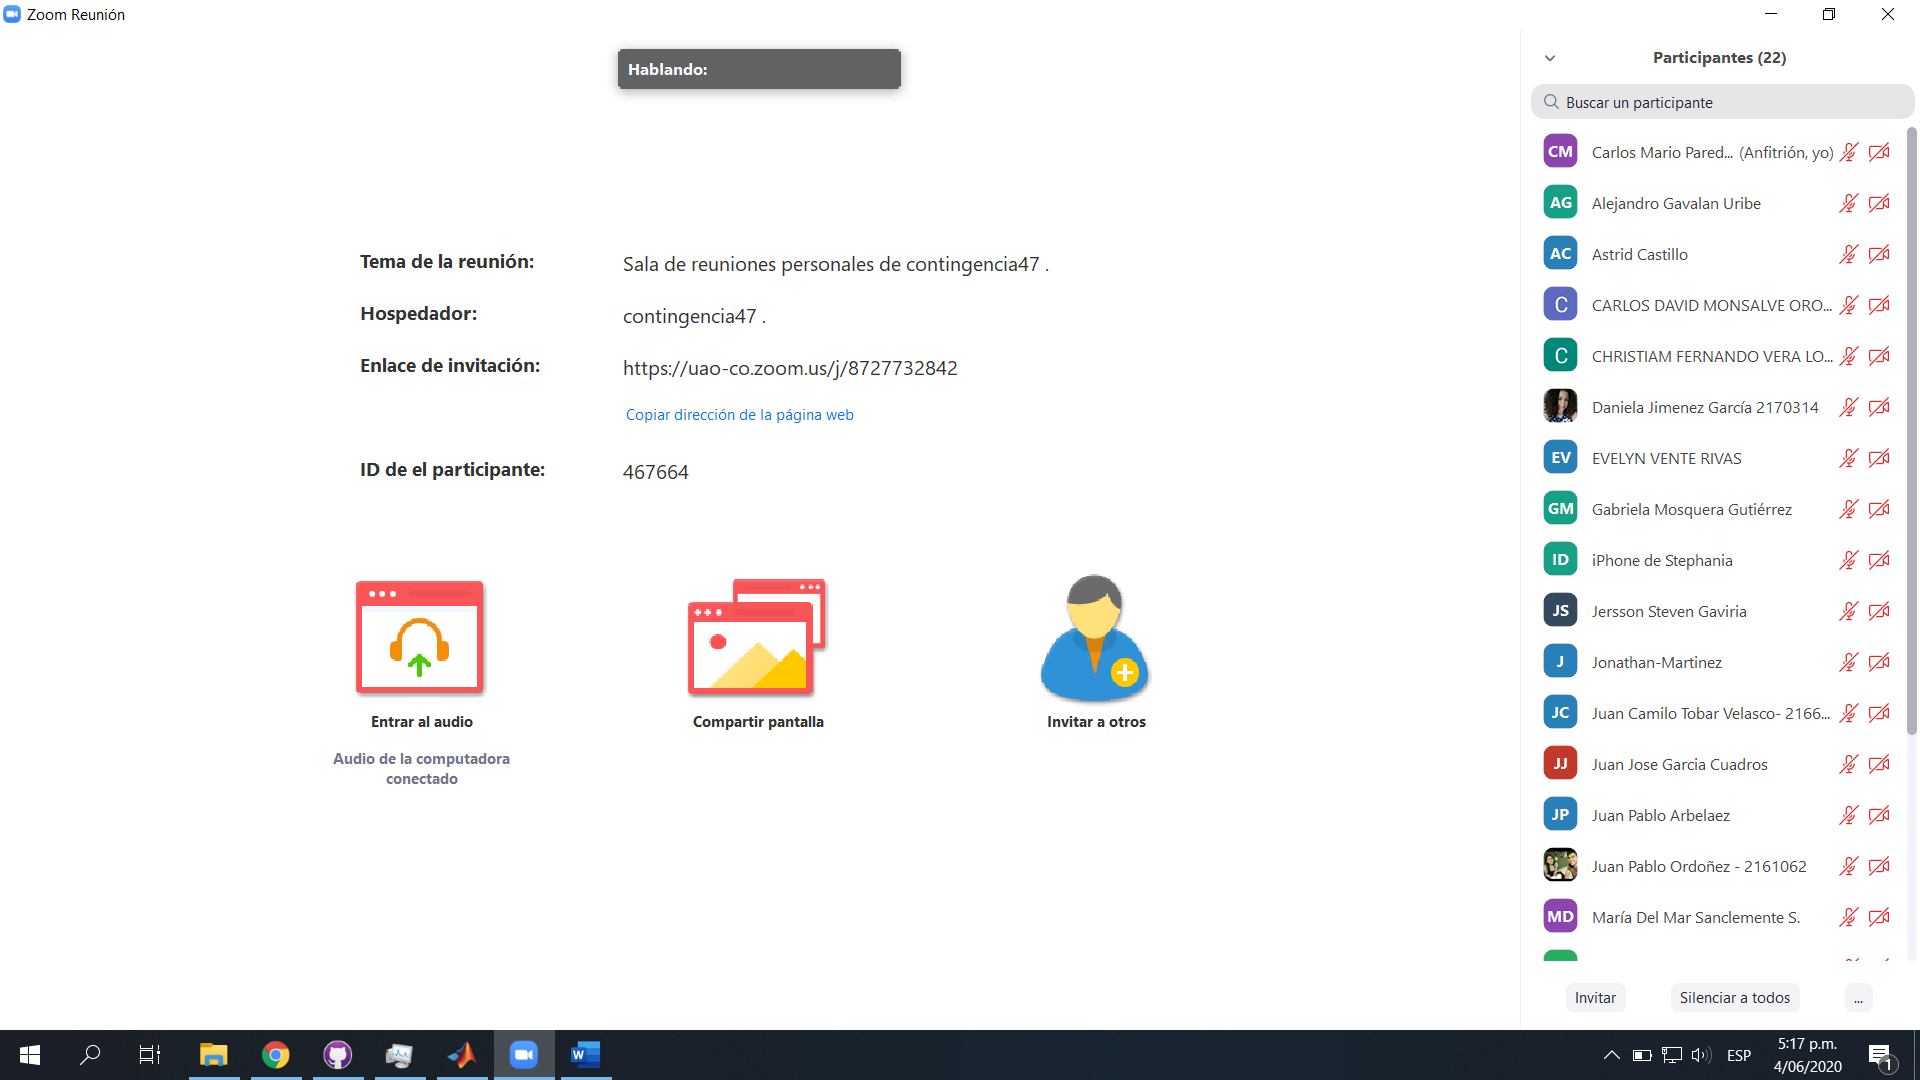 Zoom Reunión
Hablando:
Tema de la reunión:
Sala de reuniones personales de contingencia47 .
Hospedador:
contingencia47 .
Enlace de invitación:
https://uao-co.zoom.us/j/8727732842
Copiar dirección de la página web
ID de el participante:
467664
Entrar al audio
Audio de la computadora
conectado
Compartir pantalla
Invitar a otros
Participantes (22)
Buscar un participante
CM Carlos Mario Pared... (Anfitrión, yo)
AG Alejandro Gavalan Uribe
AC Astrid Castillo
C CARLOS DAVID MONSALVE ORO...
C CHRISTIAM FERNANDO VERA LO...
Daniela Jimenez García 2170314
EV EVELYN VENTE RIVAS
GM Gabriela Mosquera Gutiérrez
ID iPhone de Stephania
JS Jersson Steven Gaviria
J Jonathan-Martinez
JC Juan Camilo Tobar Velasco- 2166...
JJ Juan Jose Garcia Cuadros
JP Juan Pablo Arbelaez
Juan Pablo Ordoñez - 2161062
MD María Del Mar Sanclemente S.
Invitar
Silenciar a todos
...
W
ESP
5:17 p.m.
4/06/2020
1